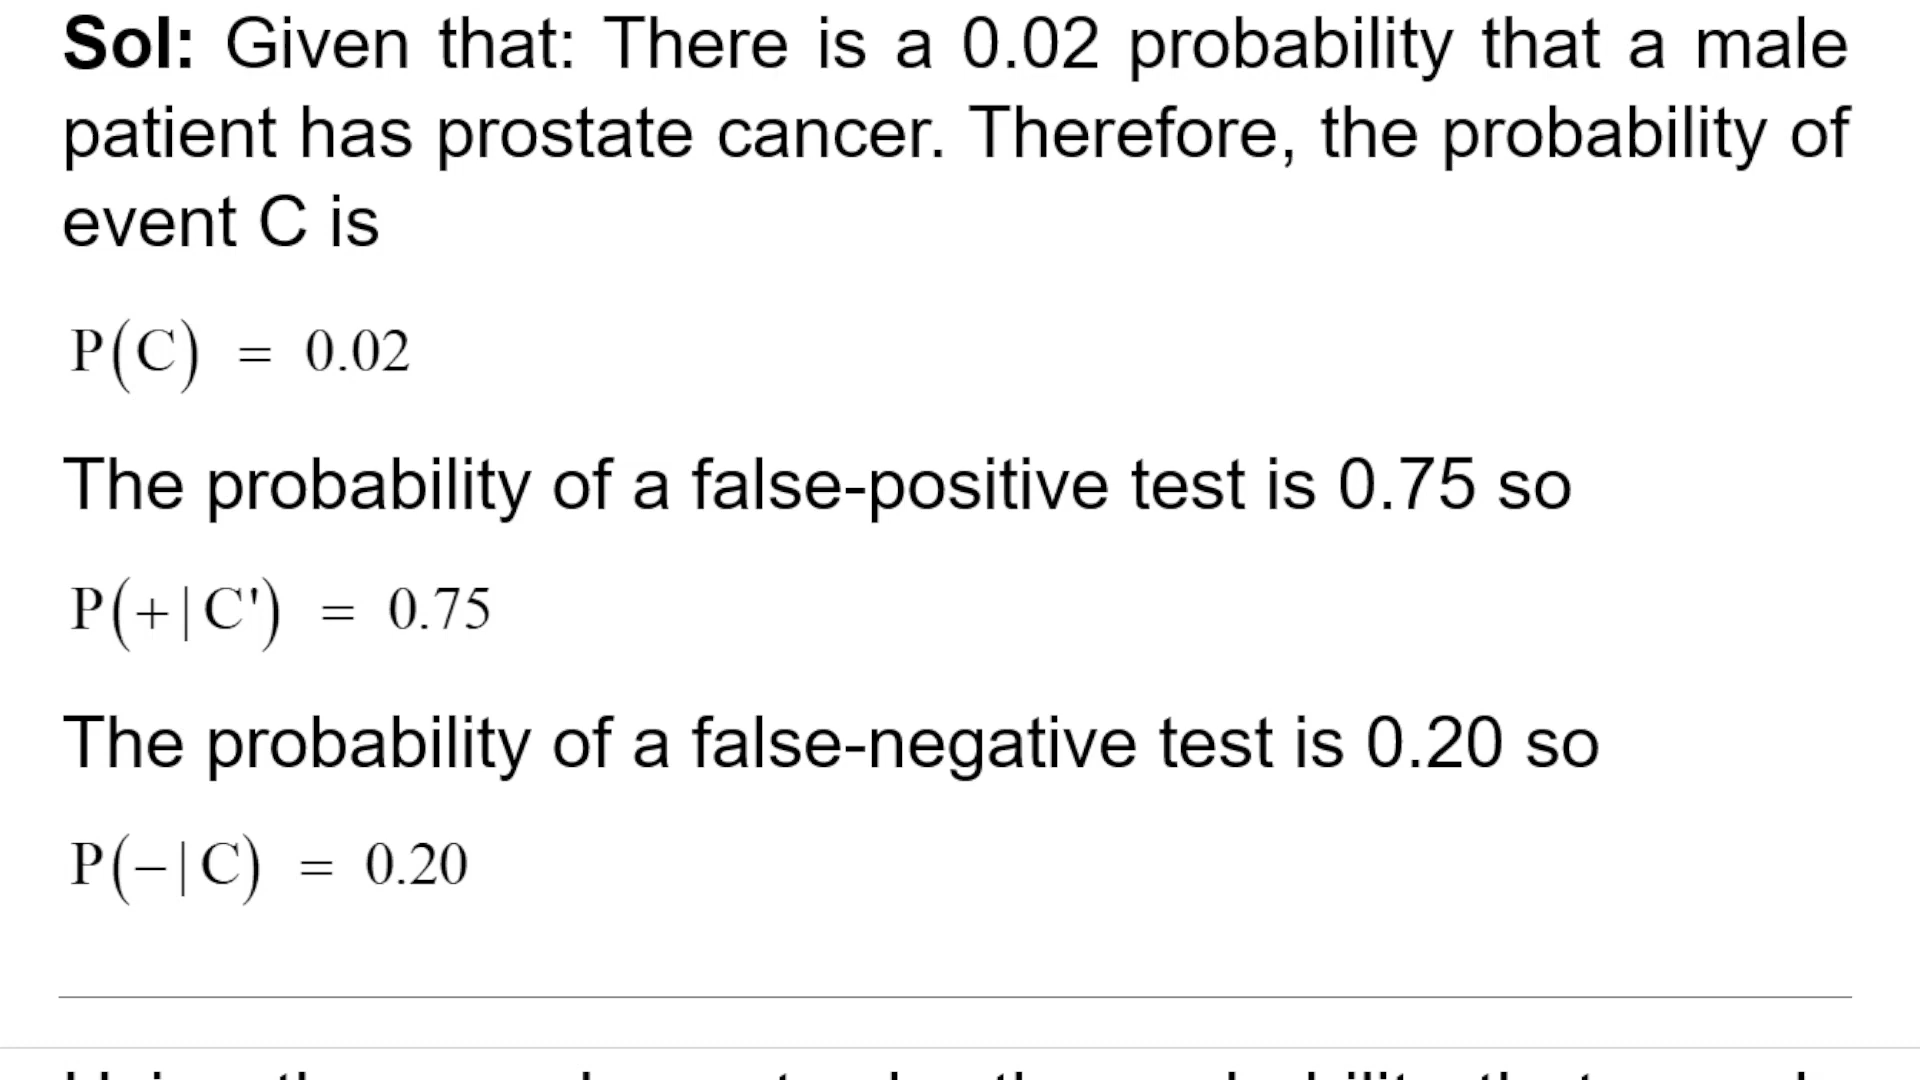 Sol: Given that: There is a 0.02 probability that a male
patient has prostate cancer. Therefore, the probability of
event C is
P(C) = 0.02
The probability of a false-positive test is 0.75 so
P(+|C') = 0.75
The probability of a false-negative test is 0.20 so
P(−|C) = 0.20